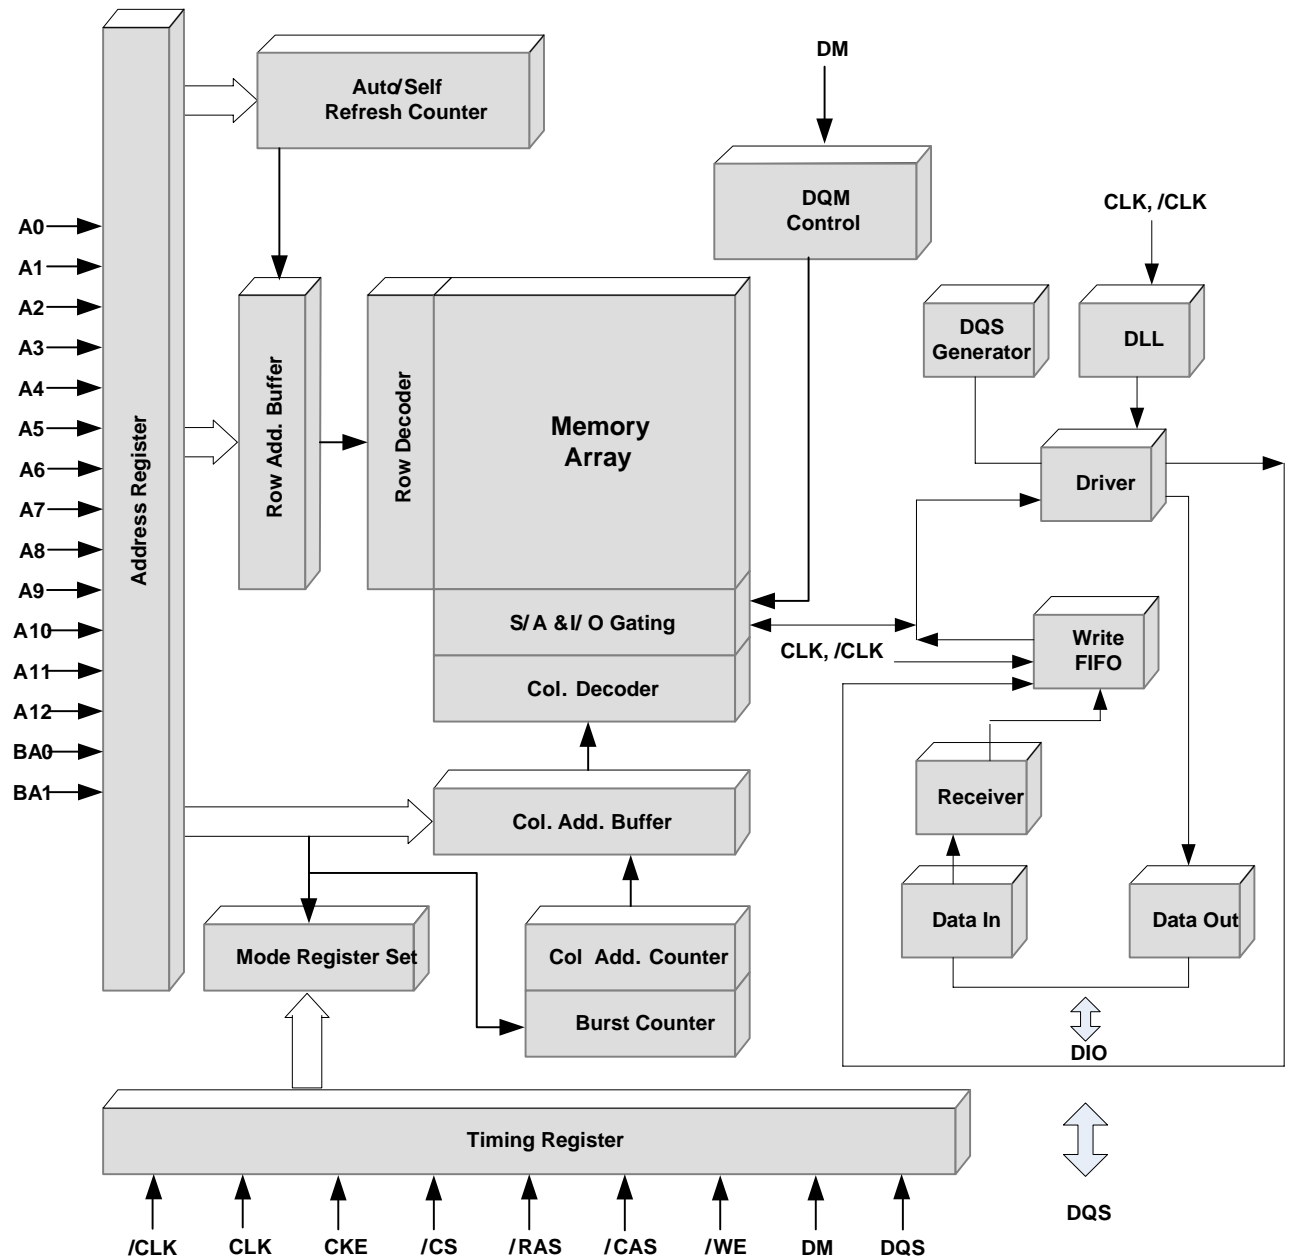 Auto/Self
Refresh Counter
DM
DQM
Control
CLK, /CLK
A0
A1
A2
A3
A4
A5
A6
A7
A8
A9
A10
A11
A12
BA0
BA1
Address Register
Row Add. Buffer
Row Decoder
Memory
Array
DQS
Generator
DLL
Driver
S/ A &I/ O Gating
CLK, /CLK
Write
FIFO
Col. Decoder
Receiver
Col. Add. Buffer
Data In
Data Out
Mode Register Set
Col Add. Counter
Burst Counter
DIO
Timing Register
DQS
/CLK
CLK
CKE
/CS
/RAS
/CAS
/WE
DM
DQS